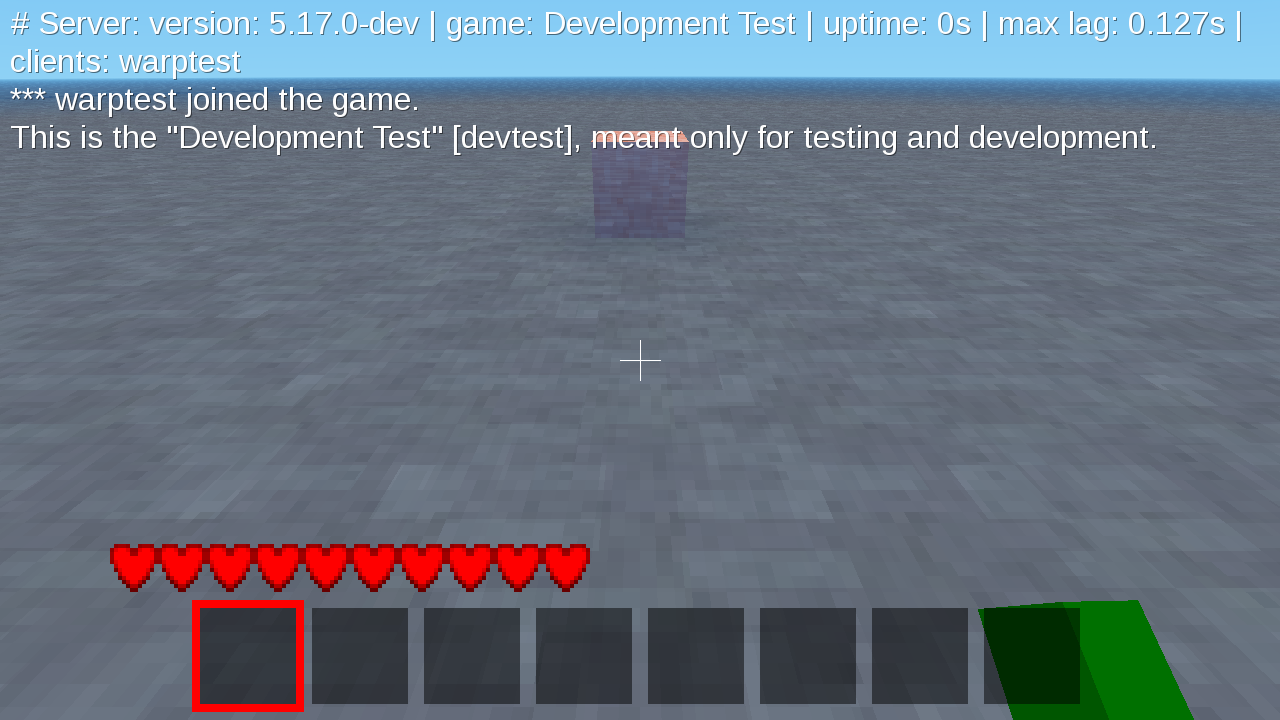 # Server: version: 5.17.0-dev | game: Development Test | uptime: 0s | max lag: 0.127s |
clients: warptest
*** warptest joined the game.
This is the "Development Test" [devtest], meant only for testing and development.